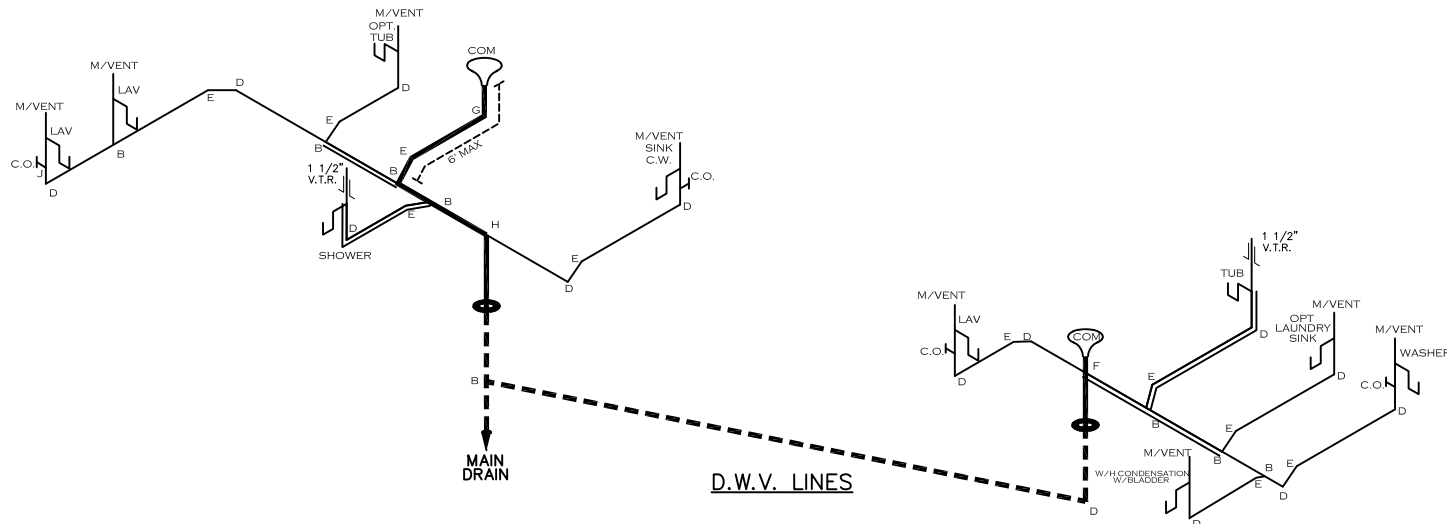 M/VENT
OPT.
TUB
D
COM
G
E
6' MAX
M/VENT
LAV
B
M/VENT
LAV
C.O.
J
D
E
D
E
B
B
1 1/2"
V.T.R.
D
E
B
SHOWER
H
M/VENT
SINK
C.W.
C.O.
D
E
D
B
MAIN
DRAIN
D.W.V. LINES
M/VENT
LAV
C.O.
D
E
D
COM
F
D
1 1/2"
V.T.R.
TUB
D
E
B
M/VENT
OPT
LAUNDRY
SINK
D
E
B
M/VENT
WASHER
C.O.
D
E
D
B
E
M/VENT
W/H CONDENSATION
W/BLADDER
D